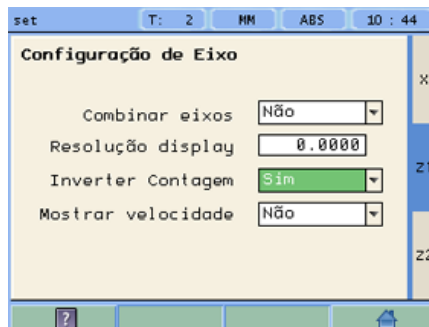 set T: 2 MM ABS 10 : 44
Configuração de Eixo
Combinar eixos Não
Resolução display 0.0000
Inverter Contagem Sim
Mostrar velocidade Não
X
Z1
Z2
?